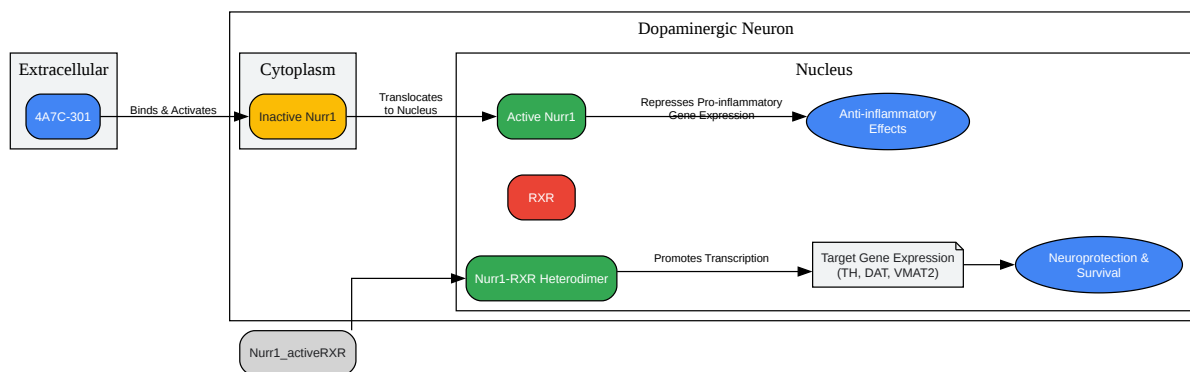 Dopaminergic Neuron
Extracellular
Cytoplasm
Nucleus
4A7C-301
Binds & Activates
Inactive Nurr1
Translocates
to Nucleus
Active Nurr1
Represses Pro-inflammatory
Gene Expression
Anti-inflammatory
Effects
RXR
Nurr1-RXR Heterodimer
Promotes Transcription
Target Gene Expression
(TH, DAT, VMAT2)
Neuroprotection &
Survival
Nurr1_activeRXR